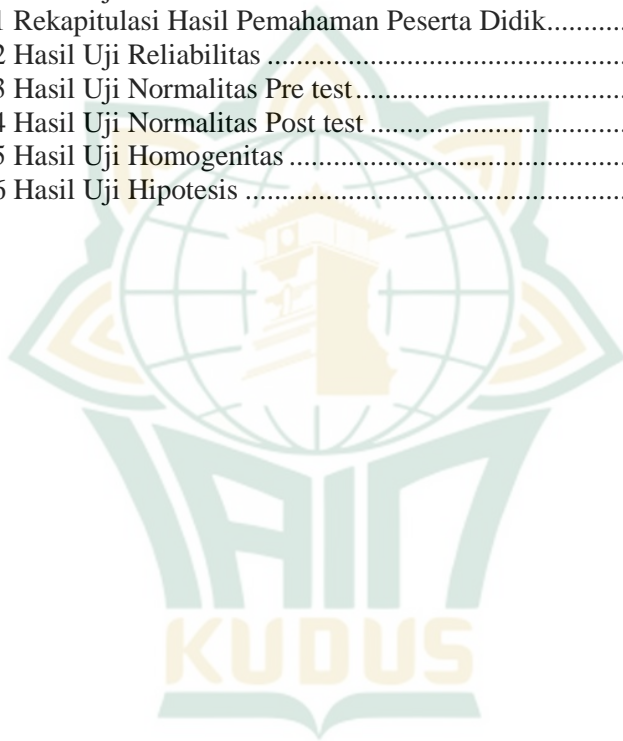 1 Rekapitulasi Hasil Pemahaman Peserta Didik............
2 Hasil Uji Reliabilitas ..................................................
3 Hasil Uji Normalitas Pre test......................................
4 Hasil Uji Normalitas Post test ....................................
5 Hasil Uji Homogenitas ...............................................
6 Hasil Uji Hipotesis .....................................................
IAIN
KUDUS